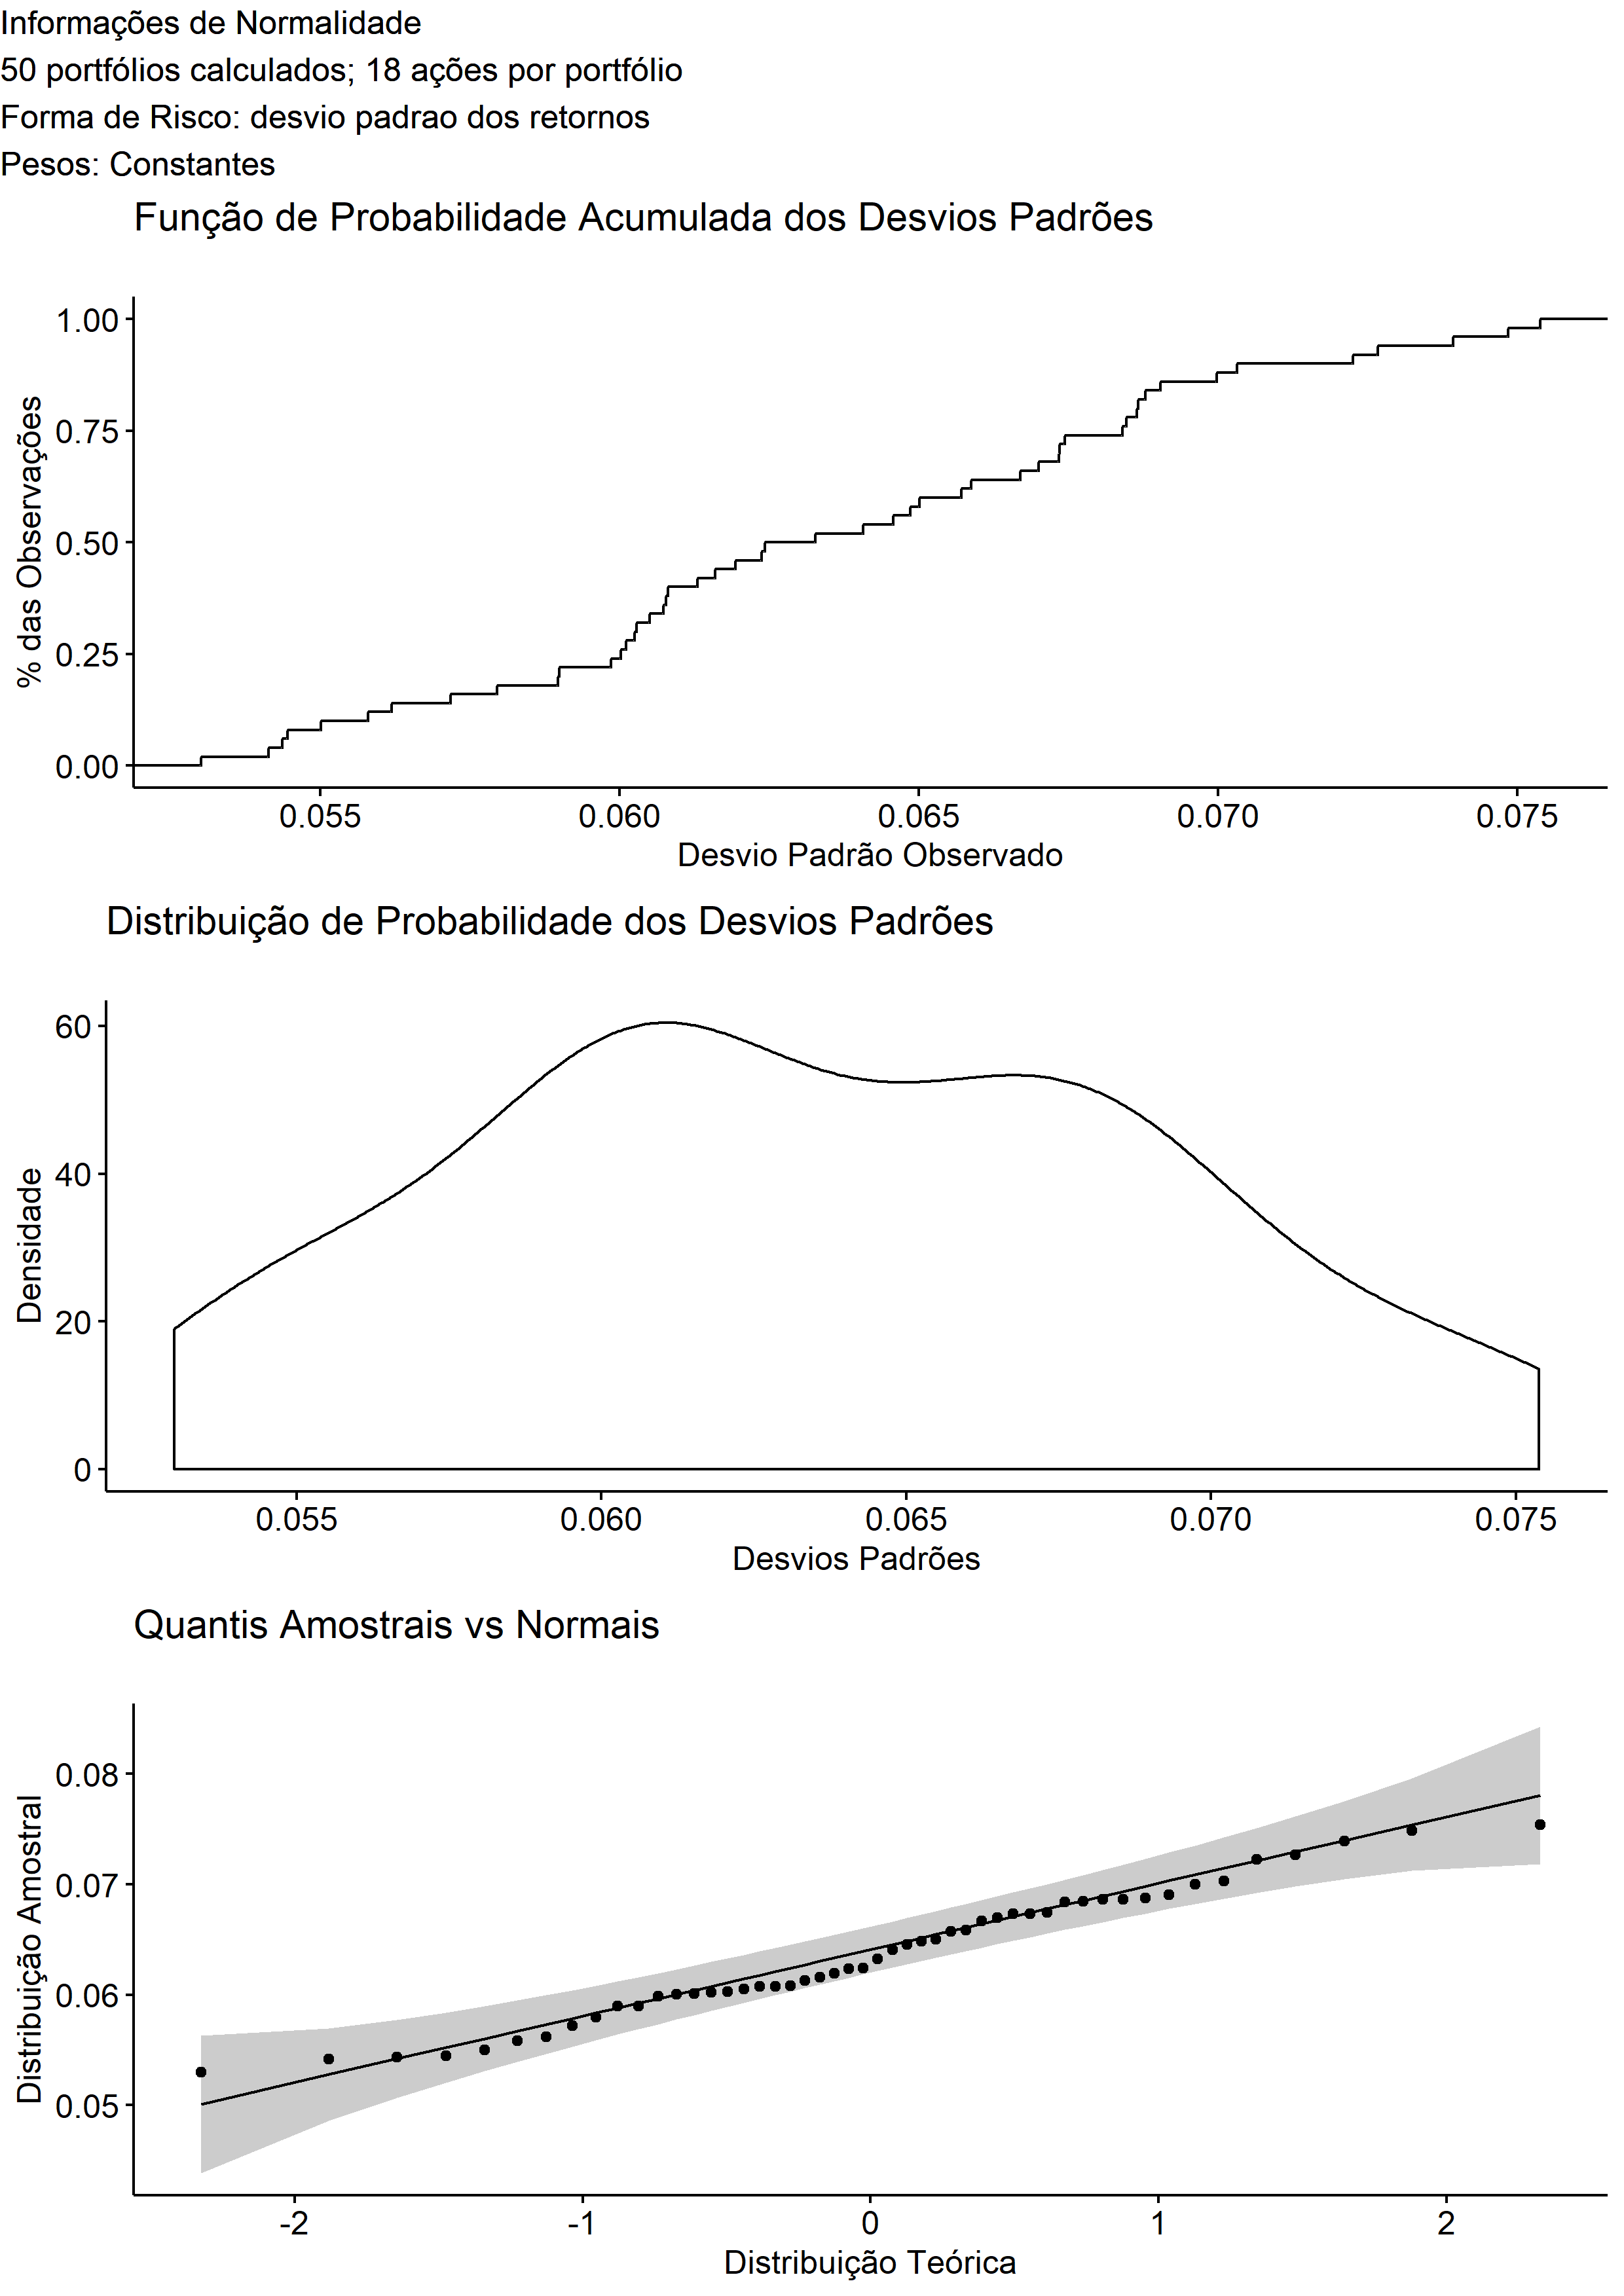 Informações de Normalidade
50 portfólios calculados; 18 ações por portfólio
Forma de Risco: desvio padrao dos retornos
Pesos: Constantes
Função de Probabilidade Acumulada dos Desvios Padrões
% das Observações
1.00
0.75
0.50
0.25
0.00
0.055 0.060 0.065 0.070 0.075
Desvio Padrão Observado
Distribuição de Probabilidade dos Desvios Padrões
Densidade
60
40
20
0
0.055 0.060 0.065 0.070 0.075
Desvios Padrões
Quantis Amostrais vs Normais
Distribuição Amostral
0.08
0.07
0.06
0.05
-2 -1 0 1 2
Distribuição Teórica